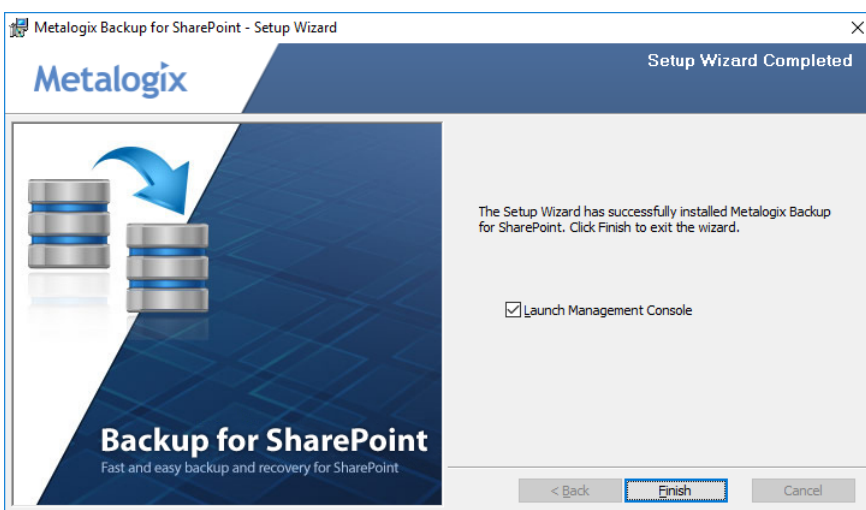 Metalogix Backup for SharePoint - Setup Wizard
Setup Wizard Completed
Metalogix
The Setup Wizard has successfully installed Metalogix Backup
for SharePoint. Click Finish to exit the wizard.
Launch Management Console
Backup for SharePoint
Fast and easy backup and recovery for SharePoint
< Back
Finish
Cancel